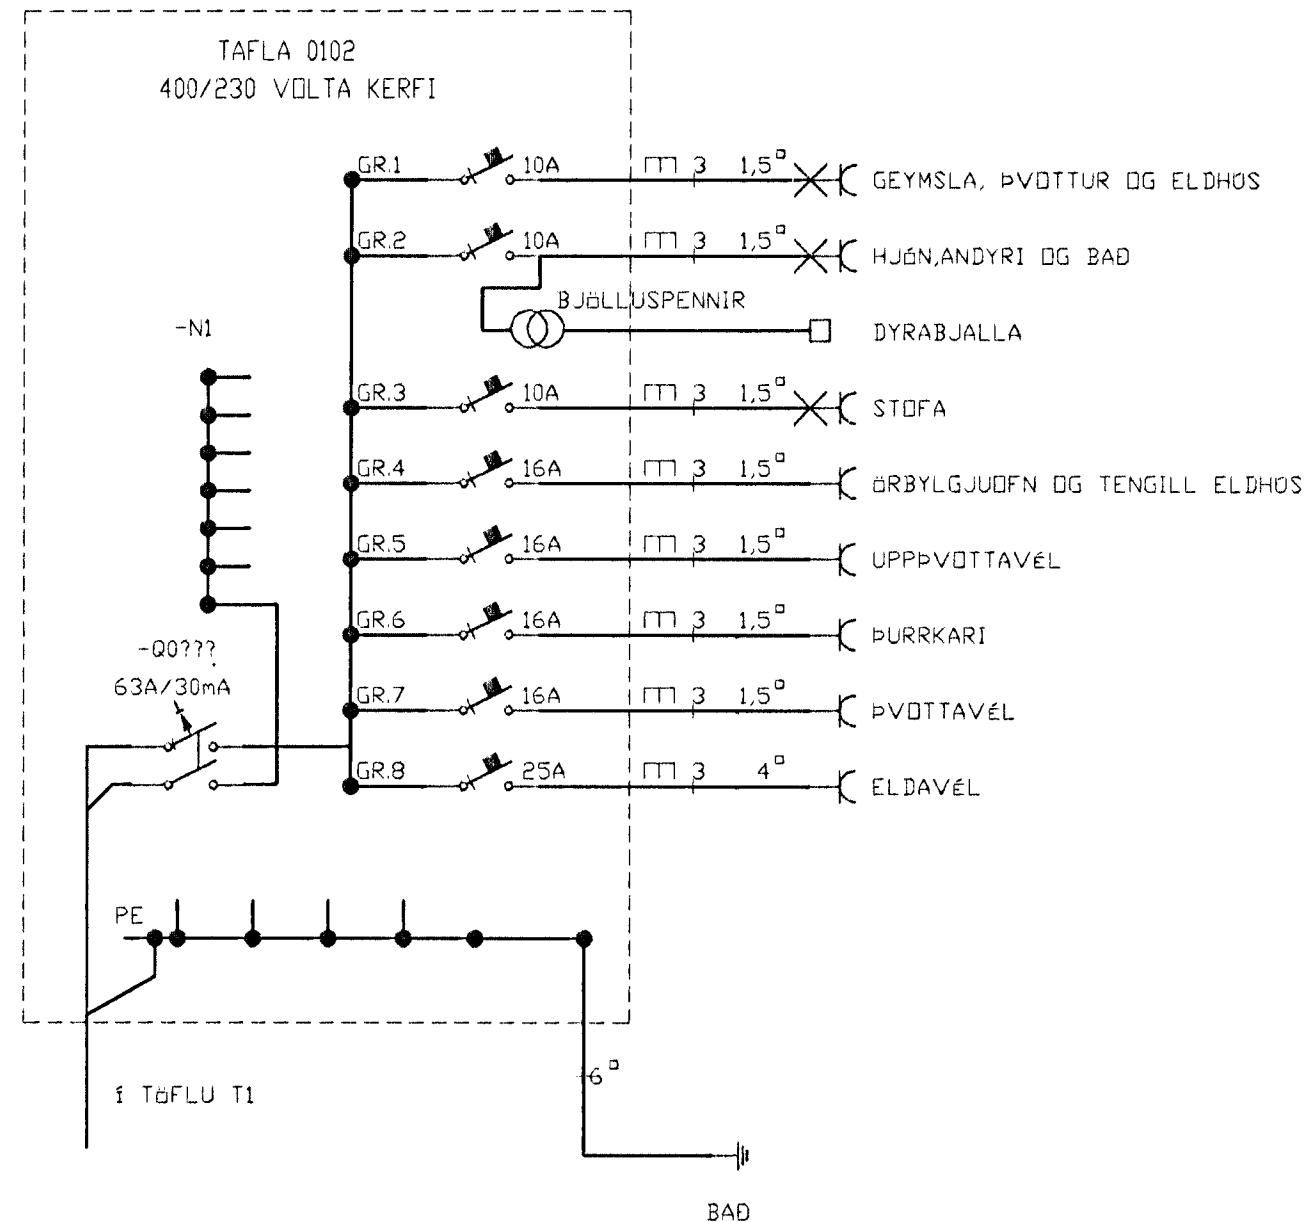 TAFLA 0102
400/230 VOLTA KERFI
GR.1 10A 3 1,5□ GEYMSLA, ÞVOTTUR OG ELDHÚS
GR.2 10A 3 1,5□ HJÓN,ANDYRI OG BAÐ
BJÖLLUSPENNIR
-N1
DYRABJALLA
GR.3 10A 3 1,5□ STOFA
GR.4 16A 3 1,5□ ÖRBYLGJUOFN OG TENGILL ELDHÚS
GR.5 16A 3 1,5□ UPPÞVOTTAVÉL
GR.6 16A 3 1,5□ ÞURRKARI
-Q0???
63A/30mA
GR.7 16A 3 1,5□ ÞVOTTAVÉL
GR.8 25A 3 4□ ELDAVÉL
PE
6□
Í TÖFLU T1
BAÐ